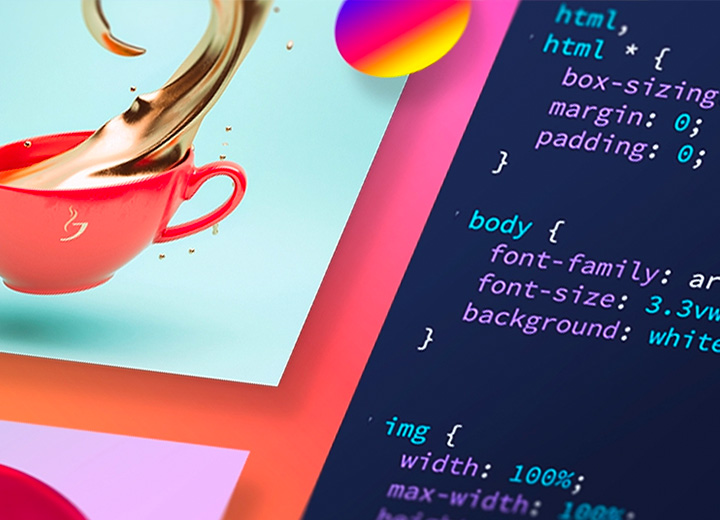 html,
html * {
box-sizing
margin: 0;
padding: 0;
}
body {
font-family: ar
font-size: 3.3vw
background: white
}
img {
width: 100%;
max-width: 100%;